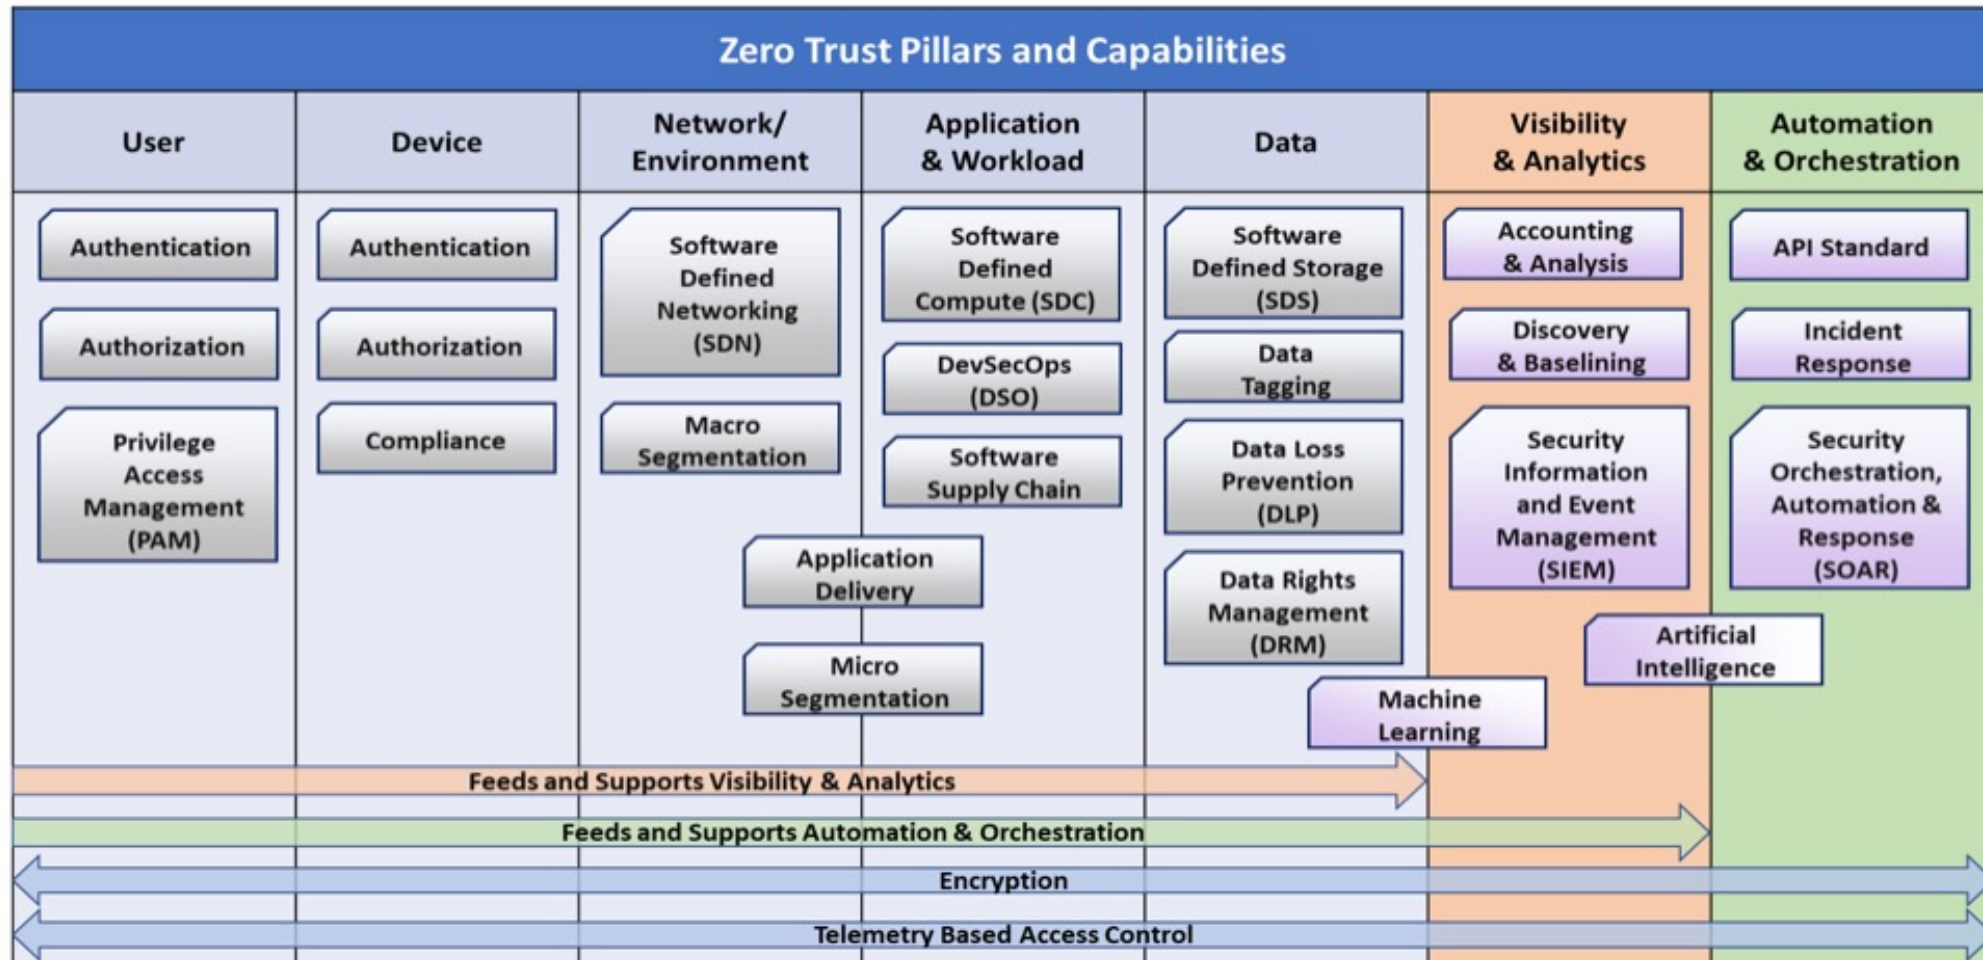 Zero Trust Pillars and Capabilities
User
Device
Network/
Environment
Application
& Workload
Data
Visibility
& Analytics
Automation
& Orchestration
Authentication
Authorization
Privilege
Access
Management
(PAM)
Authentication
Authorization
Compliance
Software
Defined
Networking
(SDN)
Macro
Segmentation
Application
Delivery
Micro
Segmentation
Software
Defined
Compute (SDC)
DevSecOps
(DSO)
Software
Supply Chain
Software
Defined Storage
(SDS)
Data
Tagging
Data Loss
Prevention
(DLP)
Data Rights
Management
(DRM)
Machine
Learning
Accounting
& Analysis
Discovery
& Baselining
Security
Information
and Event
Management
(SIEM)
Artificial
Intelligence
API Standard
Incident
Response
Security
Orchestration,
Automation &
Response
(SOAR)
Feeds and Supports Visibility & Analytics
Feeds and Supports Automation & Orchestration
Encryption
Telemetry Based Access Control